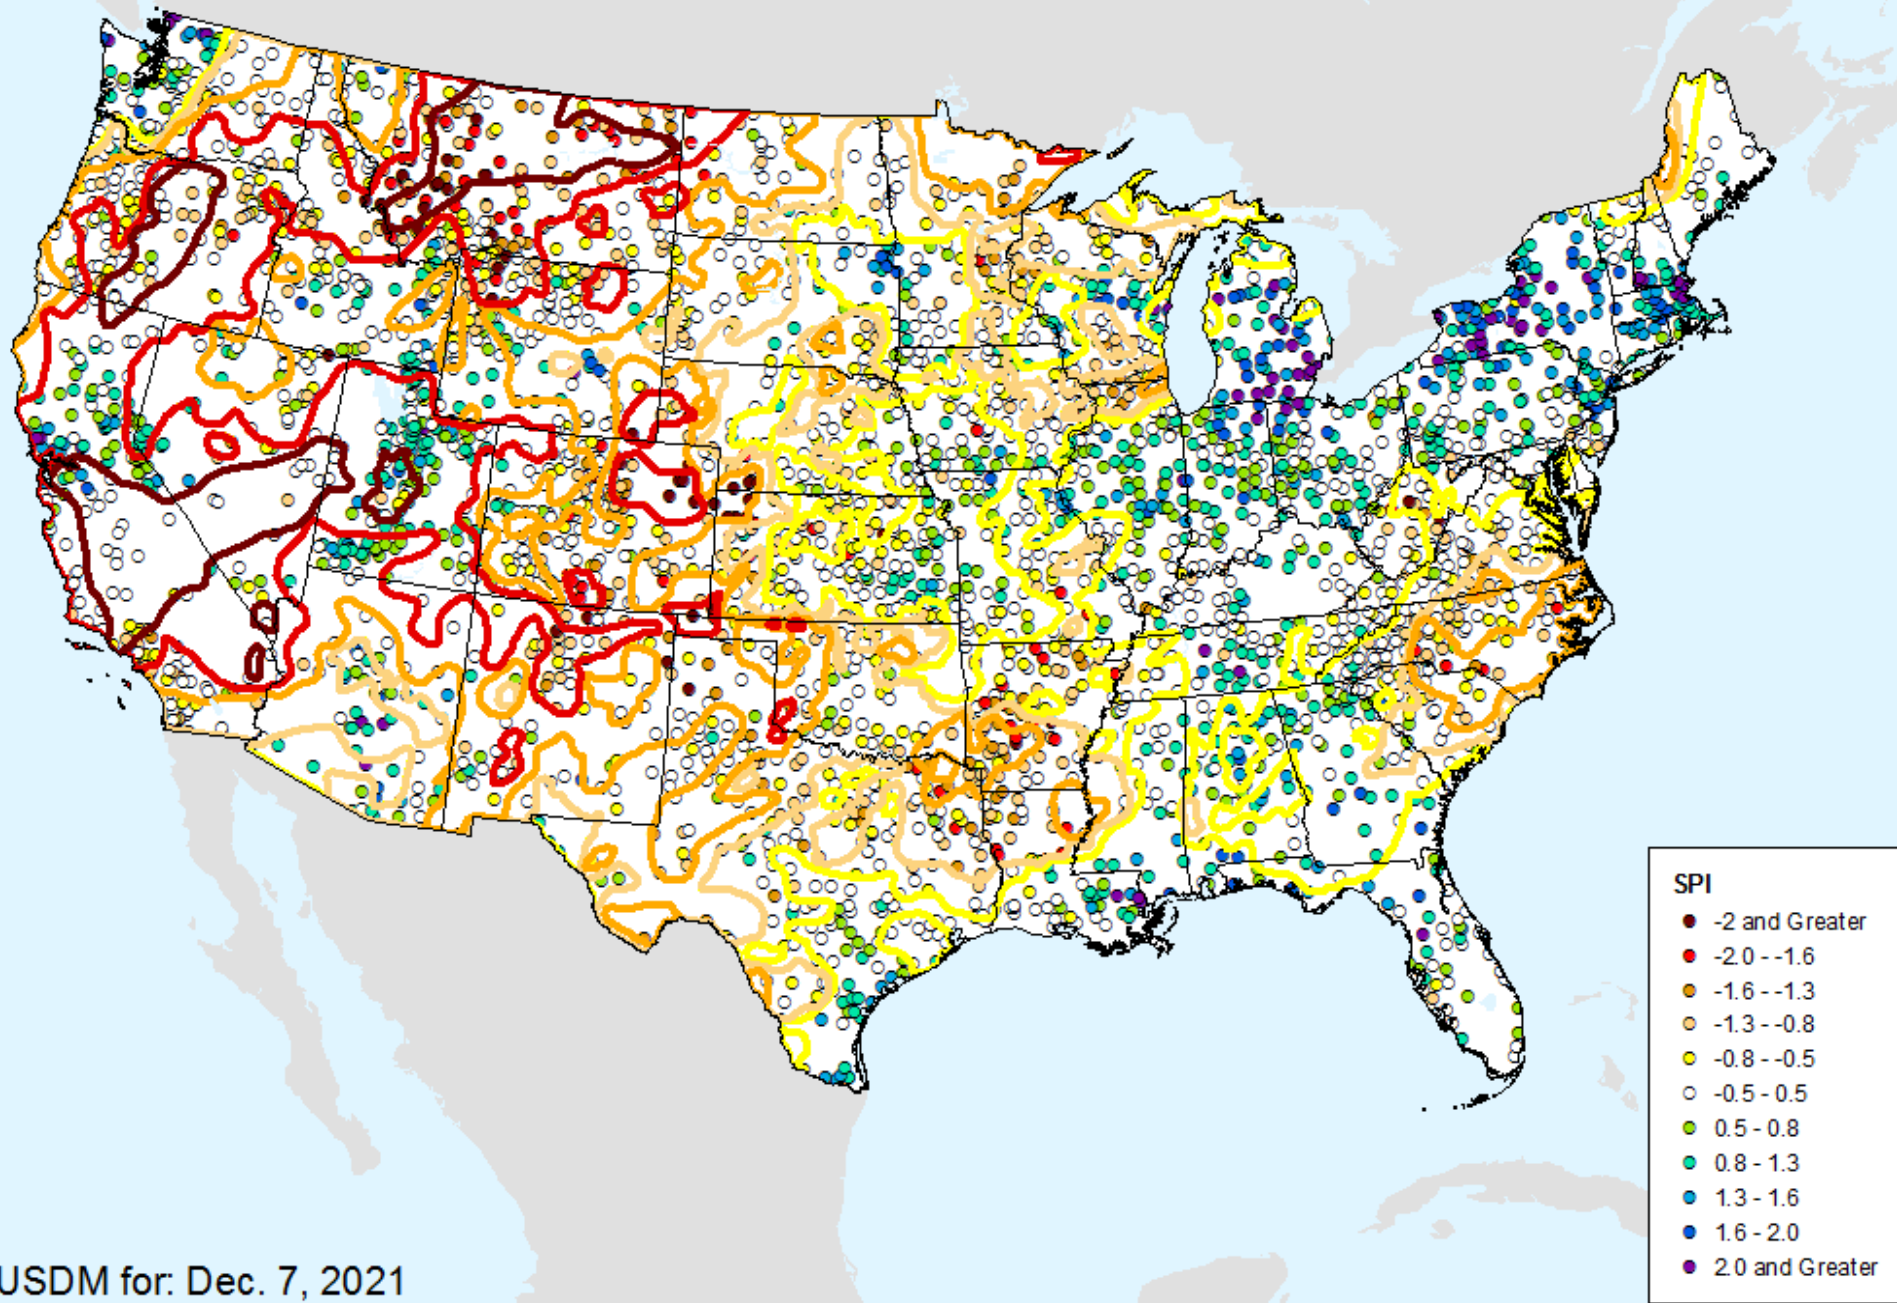 SPI
-2 and Greater
-2.0 - -1.6
-1.6 - -1.3
-1.3 - -0.8
-0.8 - -0.5
-0.5 - 0.5
0.5 - 0.8
0.8 - 1.3
1.3 - 1.6
1.6 - 2.0
2.0 and Greater
USDM for: Dec. 7, 2021